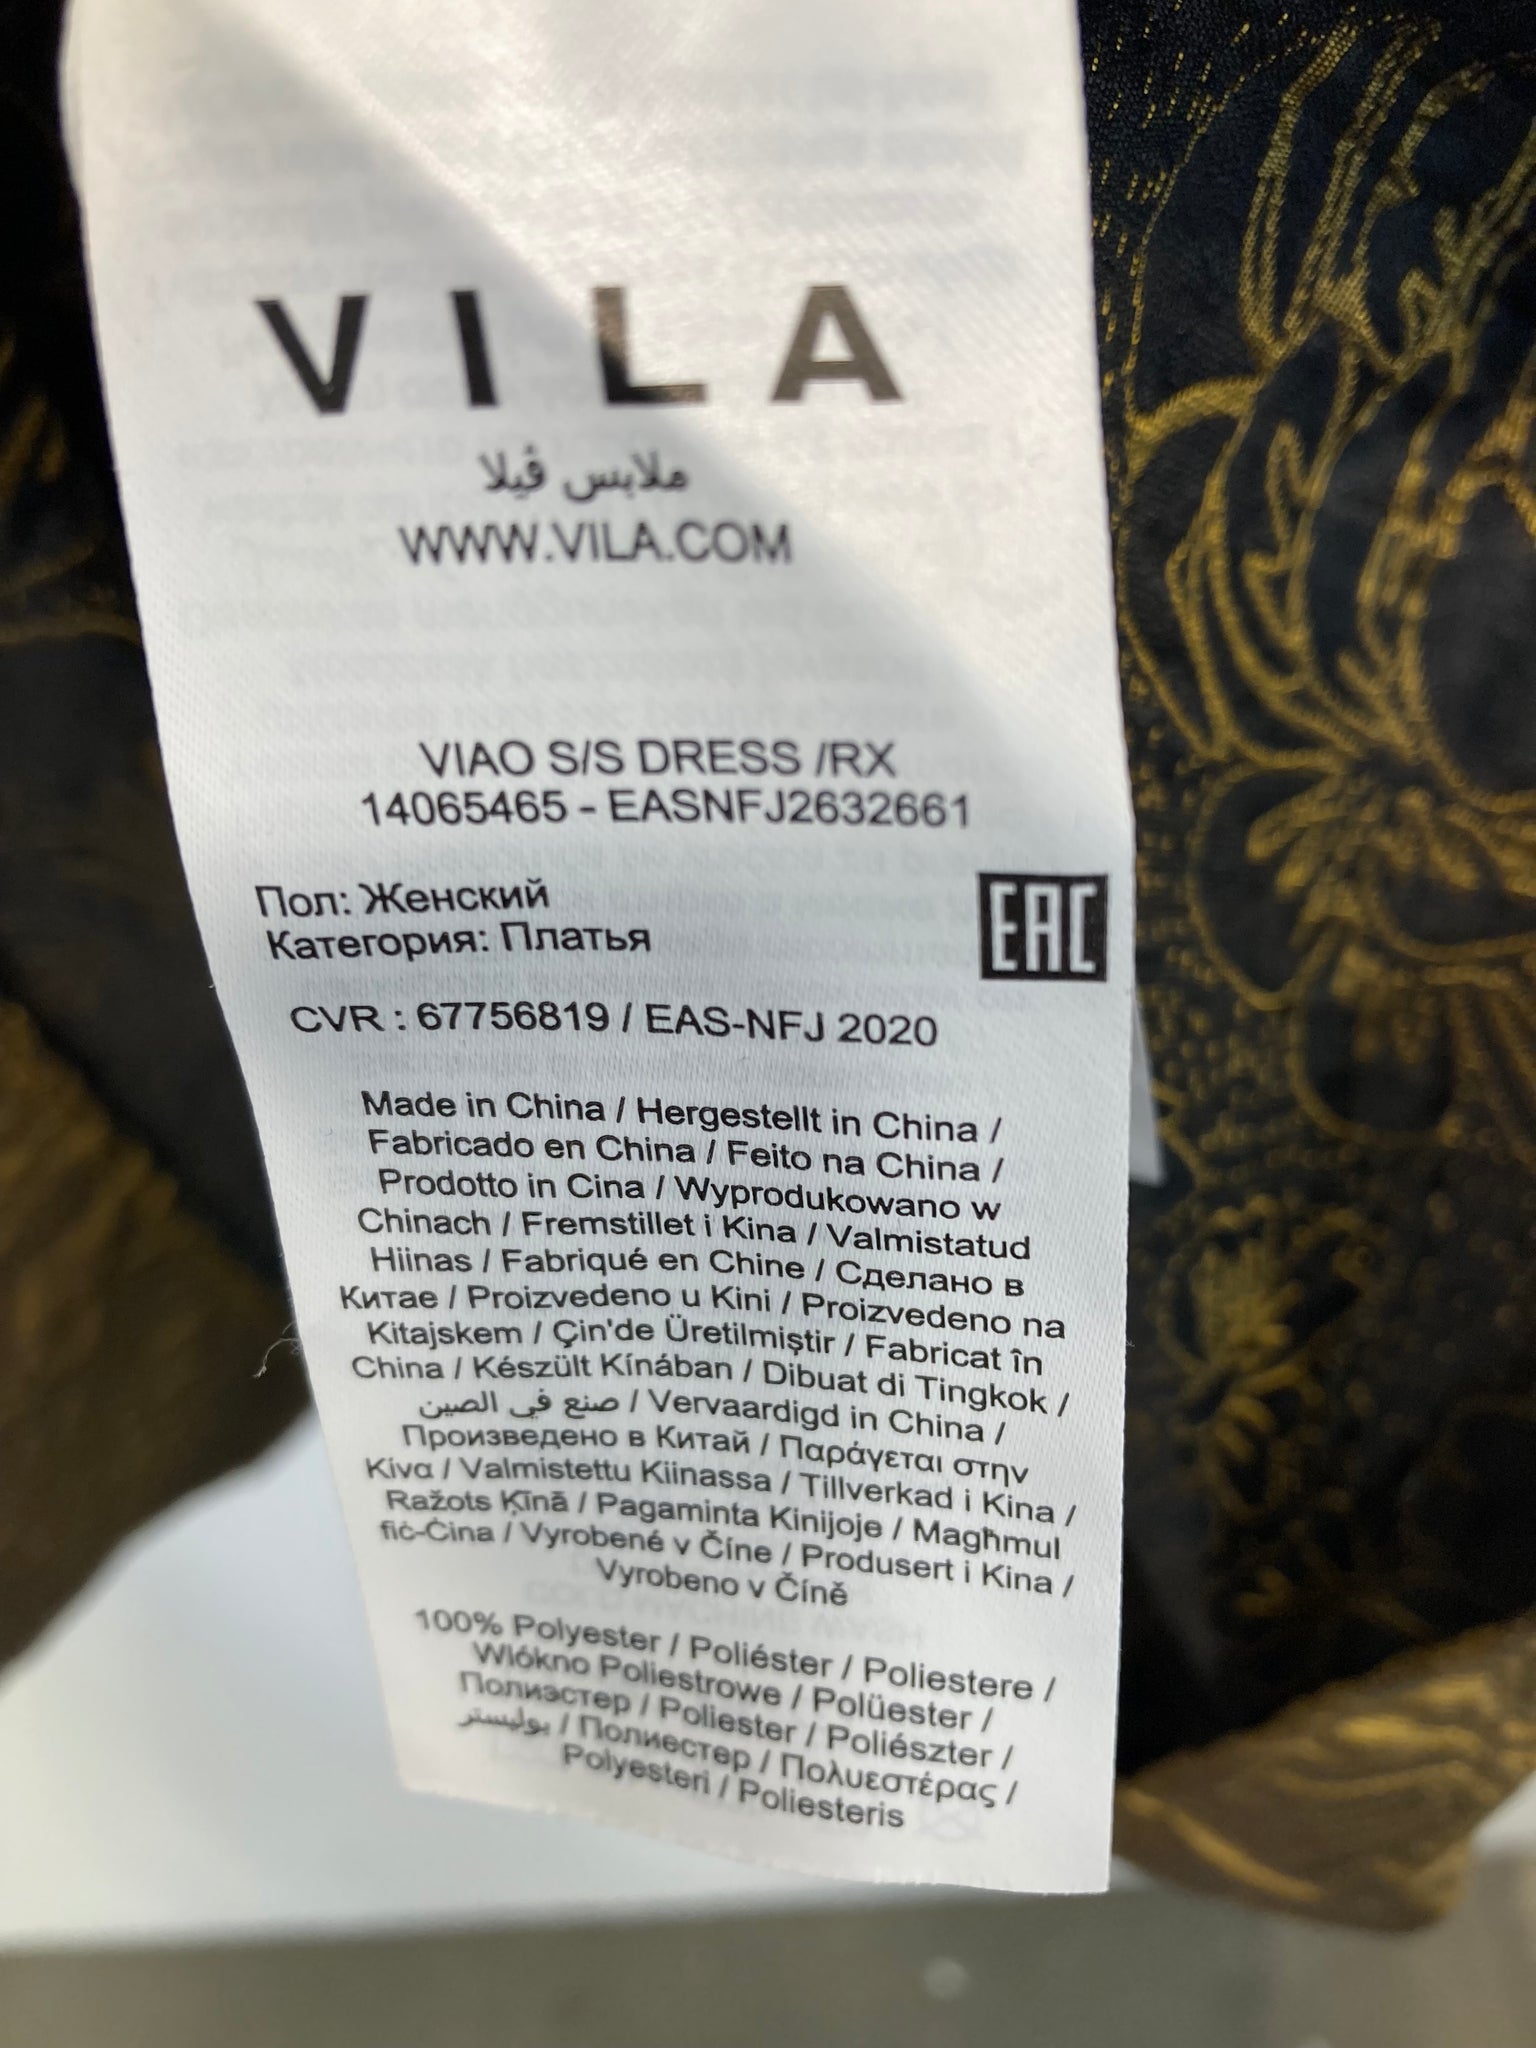 VILA
ملابس ڤيلا
WWW.VILA.COM
VIAO S/S DRESS /RX
14065465 - EASNFJ2632661
Пол: Женский
Категория: Платья
EAC
CVR : 67756819 / EAS-NFJ 2020
Made in China / Hergestellt in China /
Fabricado en China / Feito na China /
Prodotto in Cina / Wyprodukowano w
Chinach / Fremstillet i Kina / Valmistatud
Hiinas / Fabriqué en Chine / Сделано в
Китае / Proizvedeno u Kini / Proizvedeno na
Kitajskem / Çin'de Üretilmiştir / Fabricat în
China / Készült Kínában / Dibuat di Tingkok /
صنع في الصين / Vervaardigd in China /
Произведено в Китай / Παράγεται στην
Κίνα / Valmistettu Kiinassa / Tillverkad i Kina /
Ražots Ķīnā / Pagaminta Kinijoje / Magħmul
fiċ-Ċina / Vyrobené v Číne / Produsert i Kina /
Vyrobeno v Číně
100% Polyester / Poliéster / Poliestere /
Wlókno Poliestrowe / Polüester /
Полиэстер / Poliester / Poliészter /
بوليستر / Полиестер / Πολυεστέρας /
Polyesteri / Poliesteris